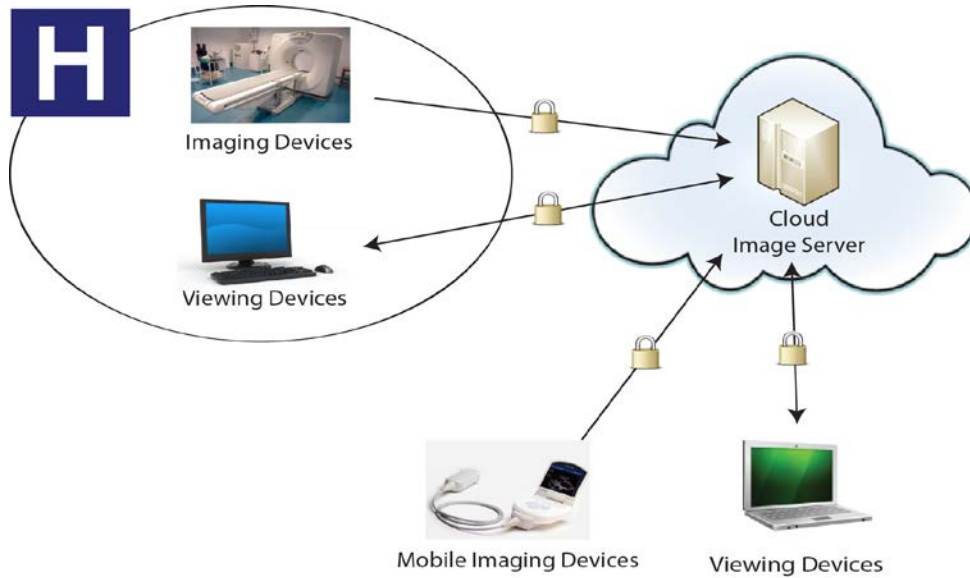 H
Imaging Devices
Viewing Devices
Cloud
Image Server
Mobile Imaging Devices
Viewing Devices